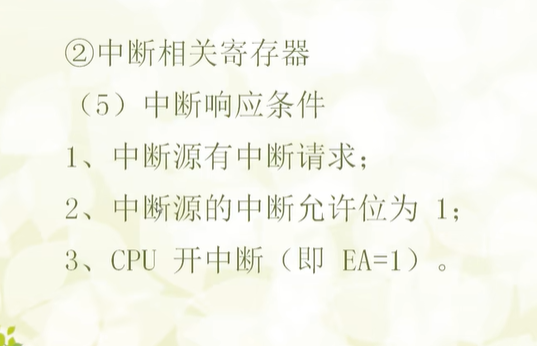 ②中断相关寄存器
（5）中断响应条件
1、中断源有中断请求；
2、中断源的中断允许位为 1；
3、CPU 开中断（即 EA=1）。